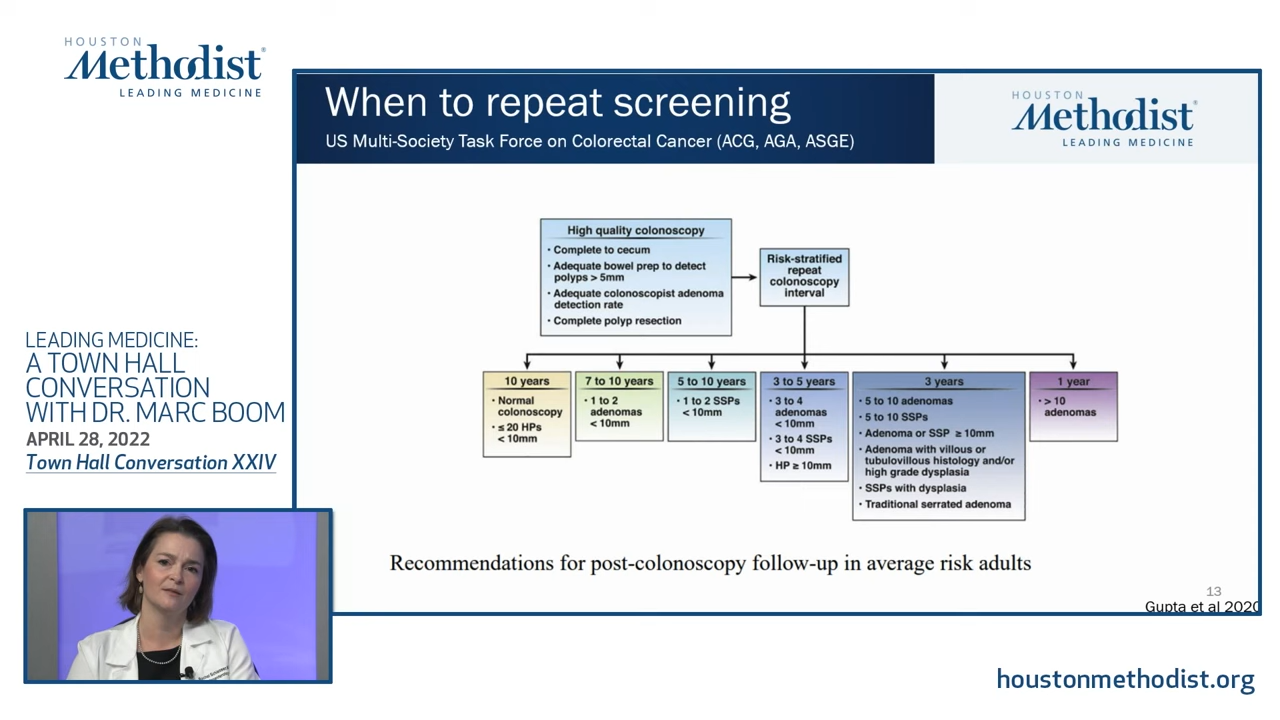 HOUSTON
Methodist®
LEADING MEDICINE
When to repeat screening
US Multi-Society Task Force on Colorectal Cancer (ACG, AGA, ASGE)
HOUSTON
Methodist®
LEADING MEDICINE
High quality colonoscopy
• Complete to cecum
• Adequate bowel prep to detect
polyps > 5mm
• Adequate colonoscopist adenoma
detection rate
• Complete polyp resection
Risk-stratified
repeat
colonoscopy
interval
10 years
• Normal
colonoscopy
• ≤ 20 HPs
< 10mm
7 to 10 years
• 1 to 2
adenomas
< 10mm
5 to 10 years
• 1 to 2 SSPs
< 10mm
3 to 5 years
• 3 to 4
adenomas
< 10mm
• 3 to 4 SSPs
< 10mm
• HP ≥ 10mm
3 years
• 5 to 10 adenomas
• 5 to 10 SSPs
• Adenoma or SSP ≥ 10mm
• Adenoma with villous or
tubulovillous histology and/or
high grade dysplasia
• SSPs with dysplasia
• Traditional serrated adenoma
1 year
• > 10
adenomas
Recommendations for post-colonoscopy follow-up in average risk adults
13
Gupta et al 2020
LEADING MEDICINE:
A TOWN HALL
CONVERSATION
WITH DR. MARC BOOM
APRIL 28, 2022
Town Hall Conversation XXIV
houstonmethodist.org